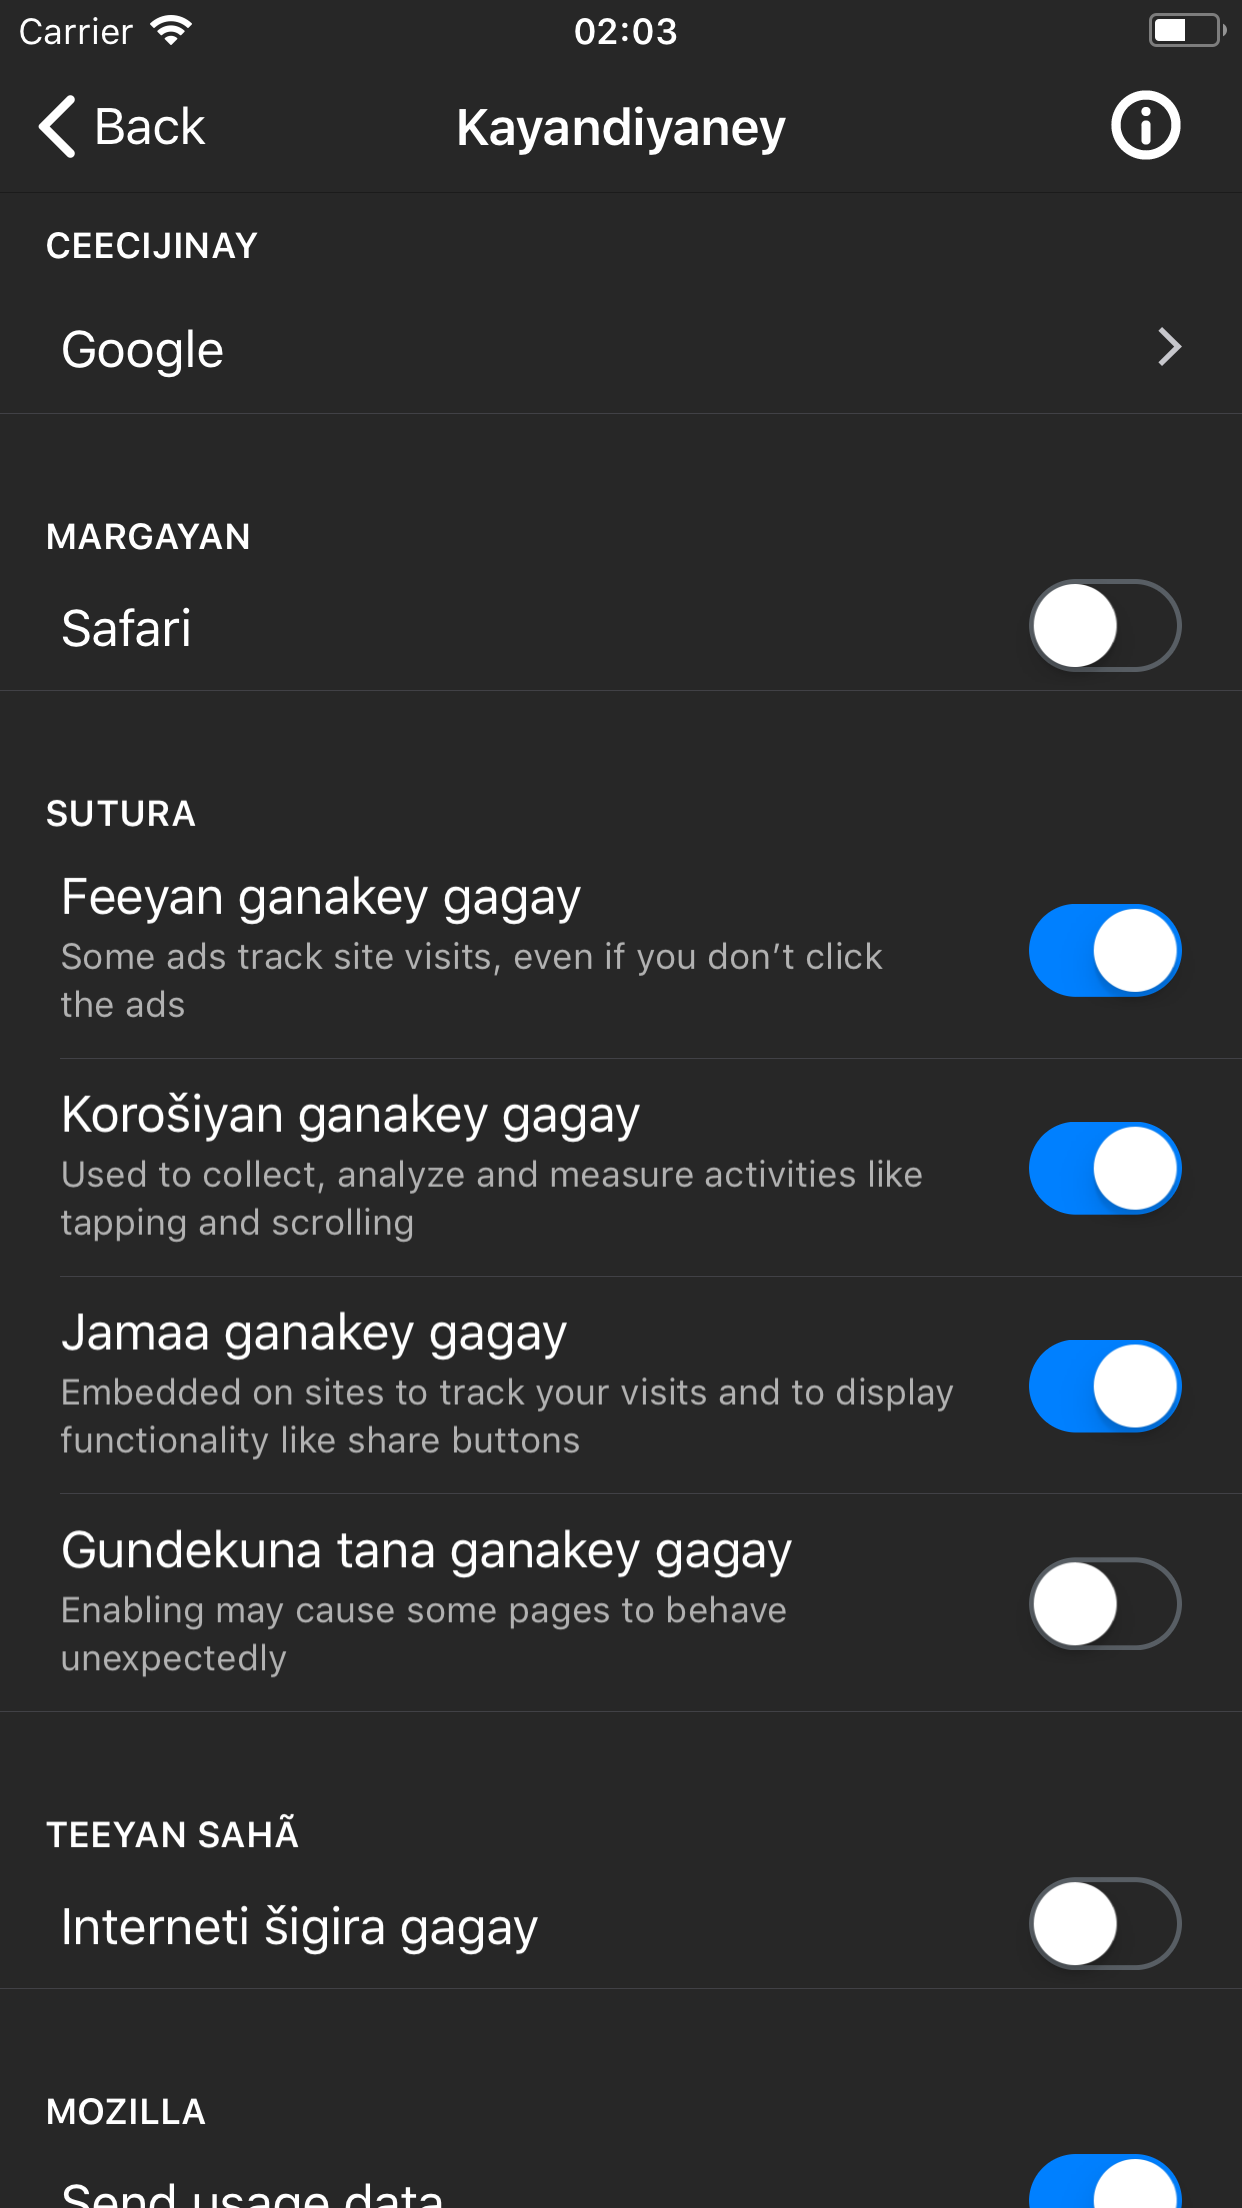 Carrier
02:03
Back
Kayandiyaney
CEECIJINAY
Google
MARGAYAN
Safari
SUTURA
Feeyan ganakey gagay
Some ads track site visits, even if you don’t click
the ads
Korošiyan ganakey gagay
Used to collect, analyze and measure activities like
tapping and scrolling
Jamaa ganakey gagay
Embedded on sites to track your visits and to display
functionality like share buttons
Gundekuna tana ganakey gagay
Enabling may cause some pages to behave
unexpectedly
TEEYAN SAHÃ
Interneti šigira gagay
MOZILLA
Send usage data